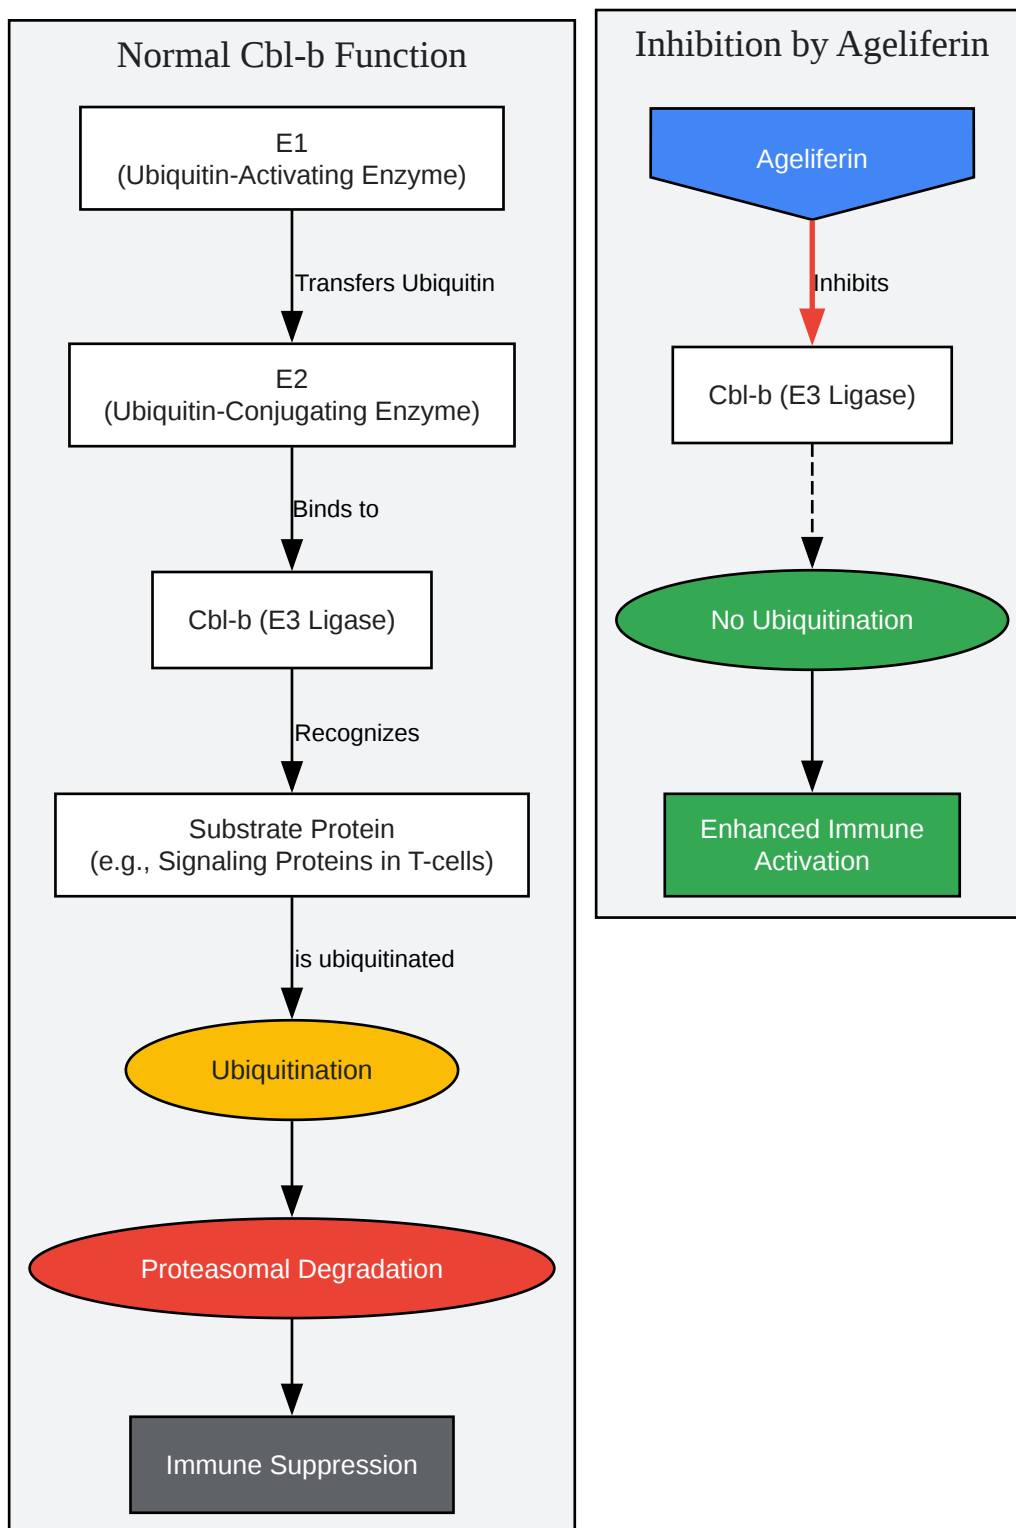 Normal Cbl-b Function
E1
(Ubiquitin-Activating Enzyme)
Transfers Ubiquitin
E2
(Ubiquitin-Conjugating Enzyme)
Binds to
Cbl-b (E3 Ligase)
Recognizes
Substrate Protein
(e.g., Signaling Proteins in T-cells)
is ubiquitinated
Ubiquitination
Proteasomal Degradation
Immune Suppression
Inhibition by Ageliferin
Ageliferin
Inhibits
Cbl-b (E3 Ligase)
No Ubiquitination
Enhanced Immune
Activation